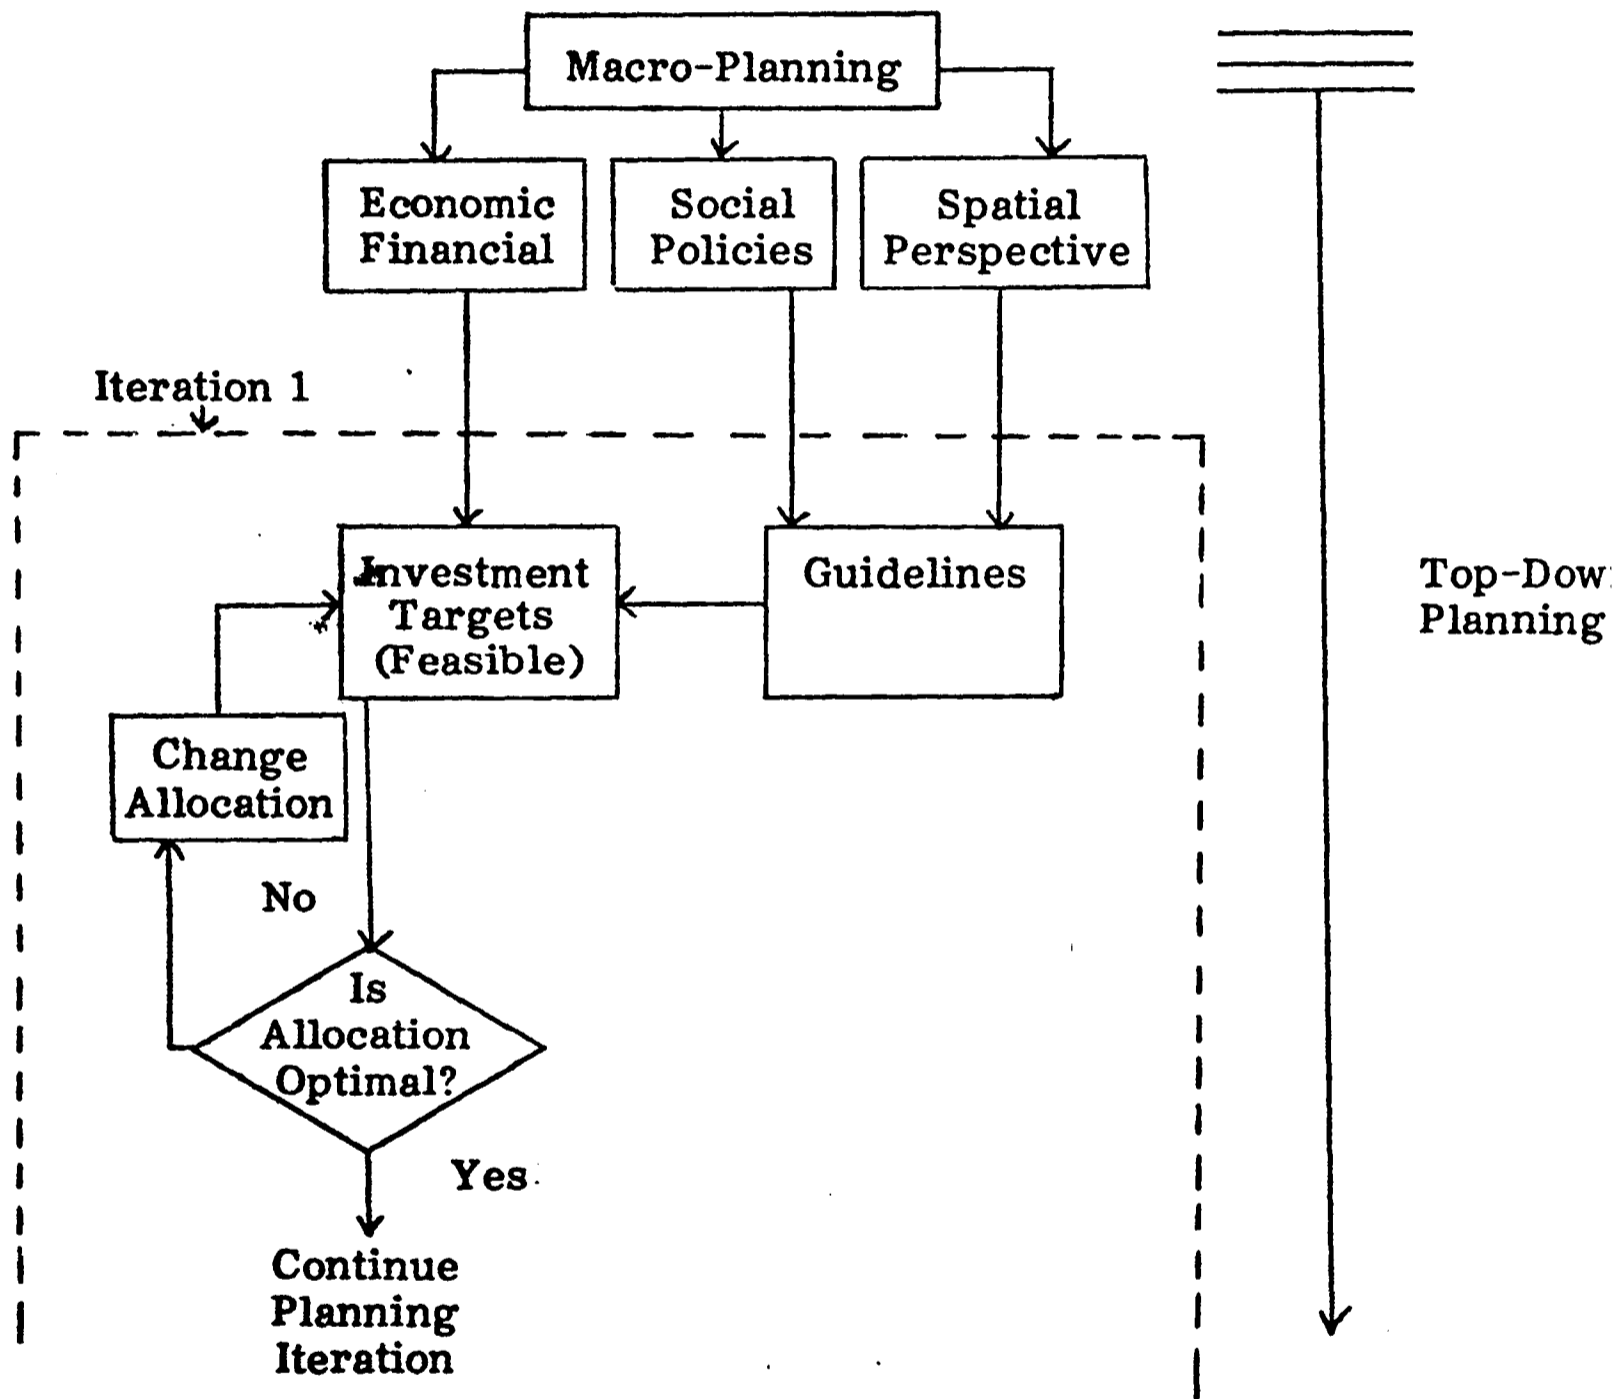 Macro-Planning
Economic
Financial
Social
Policies
Spatial
Perspective
Iteration 1
Investment
Targets
(Feasible)
Guidelines
Top-Dow
Planning
Change
Allocation
No
Is
Allocation
Optimal?
Yes
Continue
Planning
Iteration